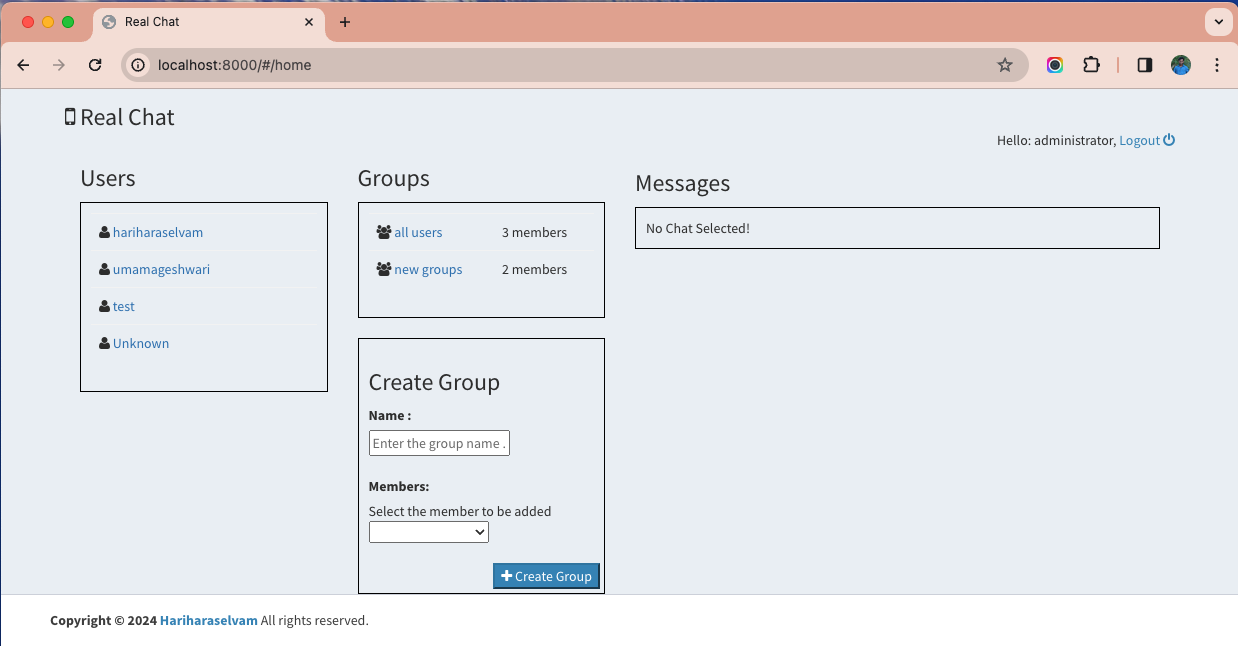 Real Chat
localhost:8000/#/home
Real Chat
Hello: administrator, Logout
Users
hariharaselvam
umamageshwari
test
Unknown
Groups
all users 3 members
new groups 2 members
Create Group
Name :
Enter the group name .
Members:
Select the member to be added
Create Group
Messages
No Chat Selected!
Copyright © 2024 Hariharaselvam All rights reserved.